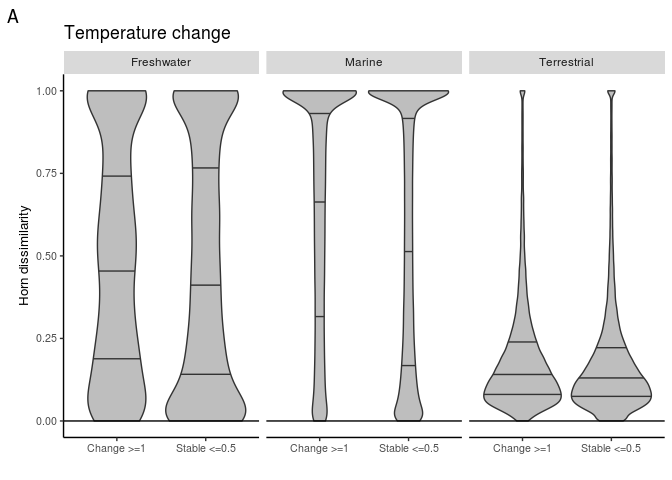 A
Temperature change
Freshwater Marine Terrestrial
1.00
0.75
0.50
0.25
0.00
Horn dissimilarity
Change >=1 Stable <=0.5 Change >=1 Stable <=0.5 Change >=1 Stable <=0.5